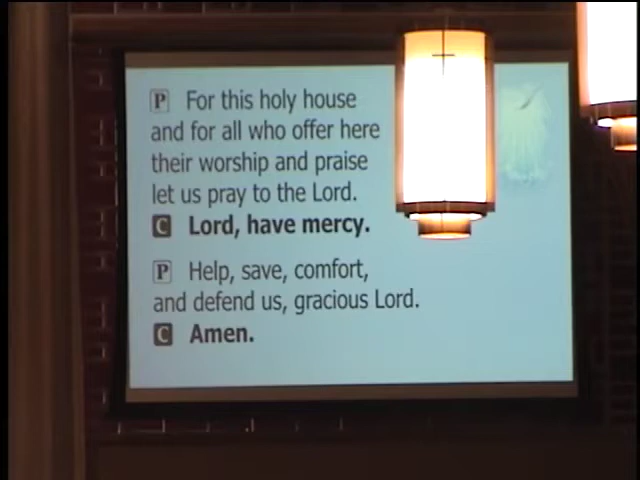 P For this holy house
and for all who offer here
their worship and praise
let us pray to the Lord.
C Lord, have mercy.
P Help, save, comfort,
and defend us, gracious Lord.
C Amen.